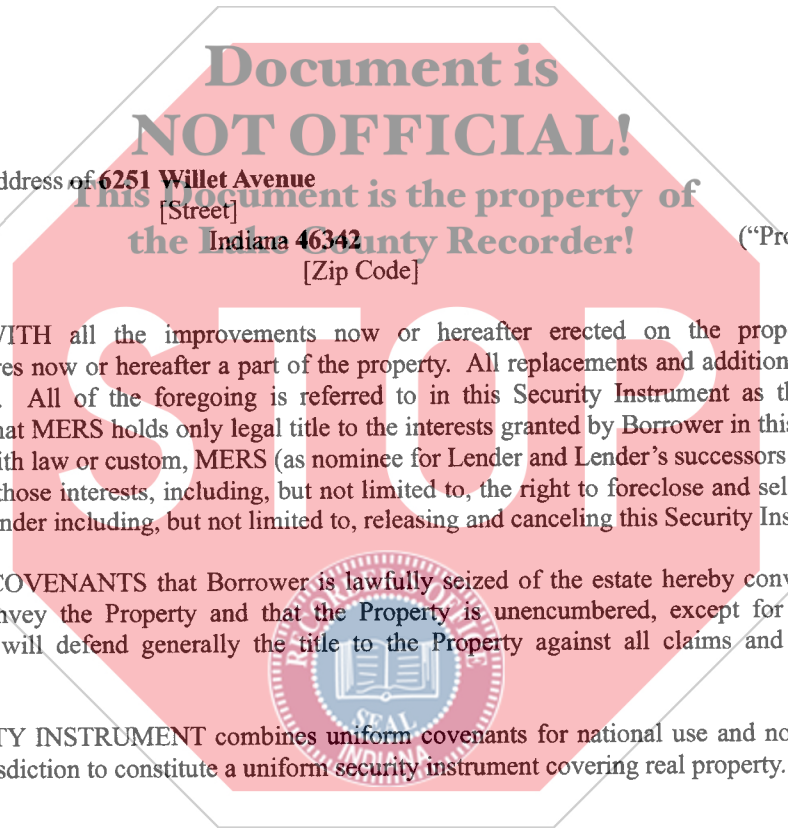 Document is
NOT OFFICIAL!
ddress of 6251 Willet Avenue
This Document is the property of
[Street]
the Lake County Recorder!
Indiana 46342 ("Pro
[Zip Code]
STOP
VITH all the improvements now or hereafter erected on the prop
res now or hereafter a part of the property. All replacements and addition
. All of the foregoing is referred to in this Security Instrument as th
hat MERS holds only legal title to the interests granted by Borrower in this
ith law or custom, MERS (as nominee for Lender and Lender's successors
those interests, including, but not limited to, the right to foreclose and sel
nder including, but not limited to, releasing and canceling this Security Ins
COVENANTS that Borrower is lawfully seized of the estate hereby conv
nvey the Property and that the Property is unencumbered, except for
will defend generally the title to the Property against all claims and
RECORDER'S OFFICE
SEAL
INDIANA
TY INSTRUMENT combines uniform covenants for national use and no
sdiction to constitute a uniform security instrument covering real property.